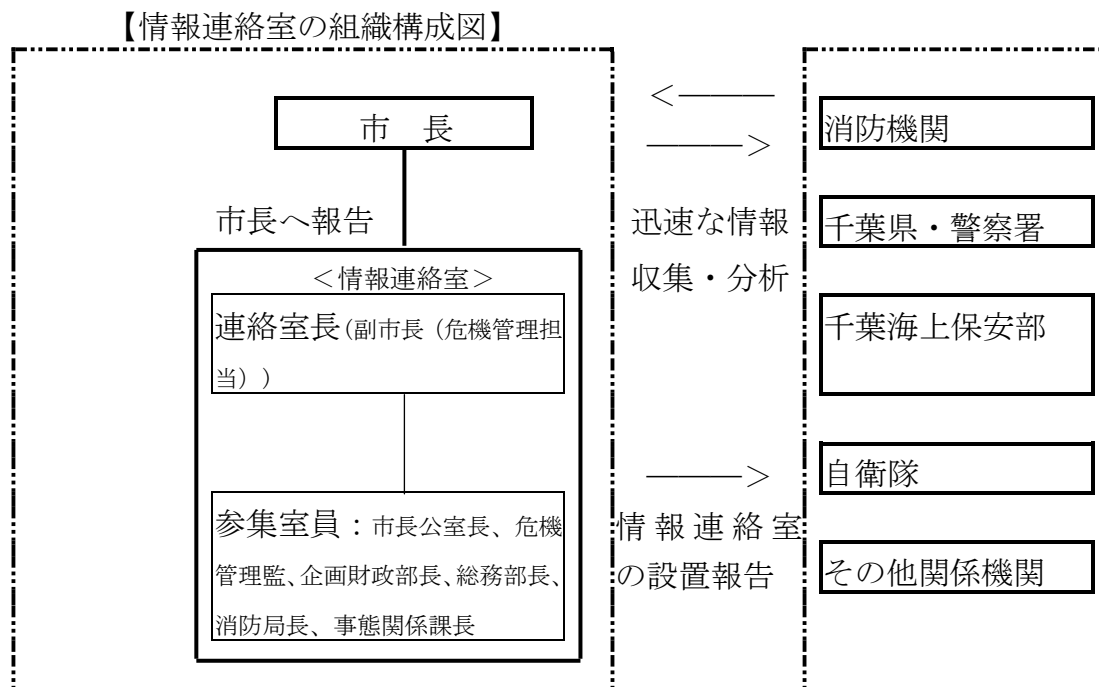 【情報連絡室の組織構成図】
市　長
市長へ報告
＜情報連絡室＞
連絡室長(副市長（危機管理担
当））
参集室員：市長公室長、危機
管理監、企画財政部長、総務部長、
消防局長、事態関係課長
＜―――
―――＞
迅速な情報
収集・分析
―――＞
情報連絡室
の設置報告
消防機関
千葉県・警察署
千葉海上保安部
自衛隊
その他関係機関